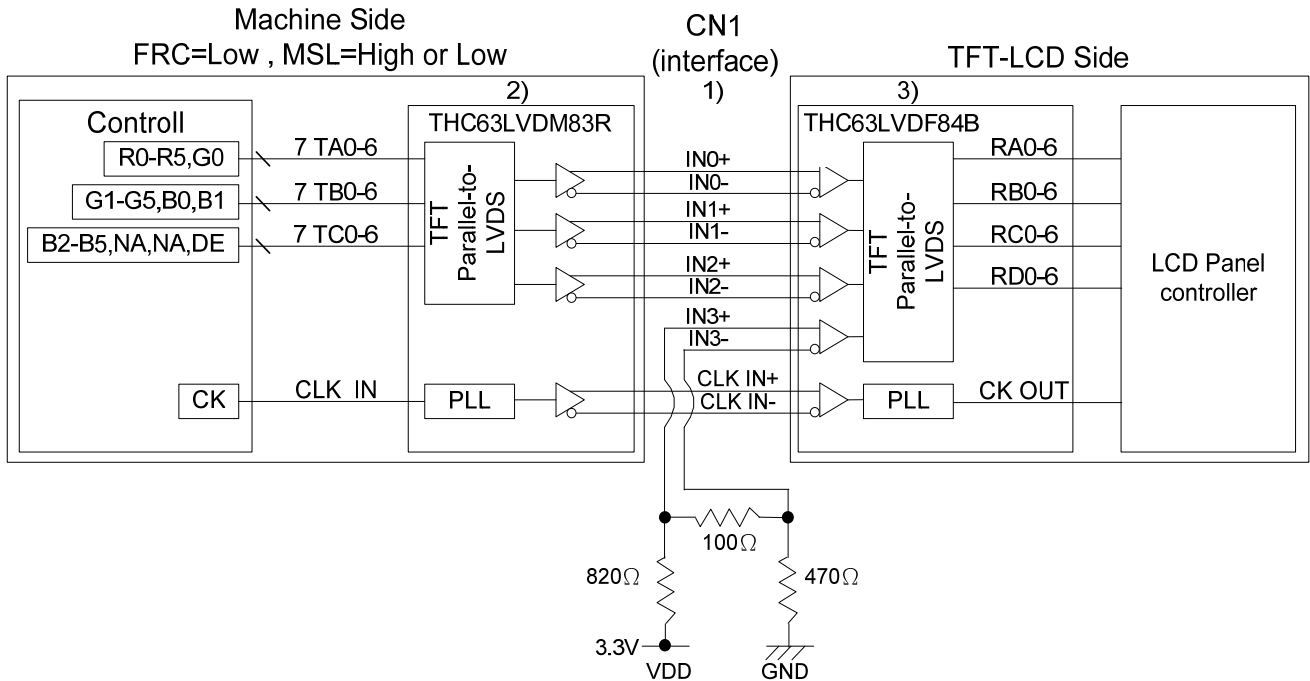 Machine Side
FRC=Low , MSL=High or Low
CN1
(interface)
1)
TFT-LCD Side
2)
3)
Controll
THC63LVDM83R
THC63LVDF84B
R0-R5,G0
7 TA0-6
G1-G5,B0,B1
7 TB0-6
B2-B5,NA,NA,DE
7 TC0-6
TFT
Parallel-to-
LVDS
IN0+
IN0-
IN1+
IN1-
IN2+
IN2-
IN3+
IN3-
TFT
Parallel-to-
LVDS
RA0-6
RB0-6
RC0-6
RD0-6
LCD Panel
controller
CK
CLK IN
PLL
CLK IN+
CLK IN-
PLL
CK OUT
100Ω
820Ω
470Ω
3.3V
VDD
GND